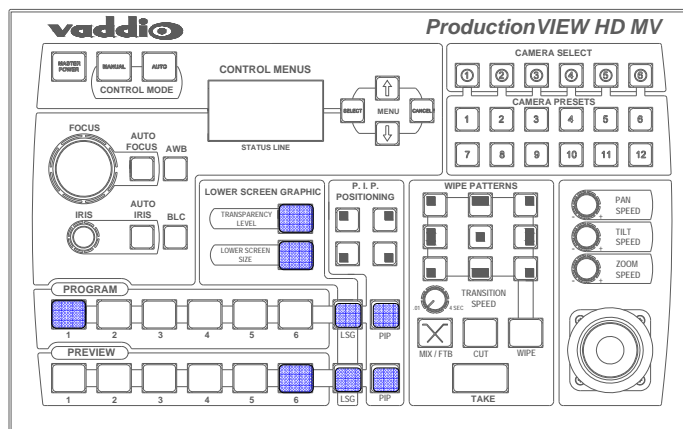 vaddio
ProductionVIEW HD MV
MASTER POWER
MANUAL
AUTO
CONTROL MODE
CONTROL MENUS
STATUS LINE
SELECT
MENU
CANCEL
CAMERA SELECT
1 2 3 4 5 6
CAMERA PRESETS
1 2 3 4 5 6
7 8 9 10 11 12
FOCUS
AUTO
FOCUS
AWB
IRIS
AUTO
IRIS
BLC
LOWER SCREEN GRAPHIC
TRANSPARENCY
LEVEL
LOWER SCREEN
SIZE
P. I. P.
POSITIONING
WIPE PATTERNS
TRANSITION
SPEED
.01 4 SEC
MIX / FTB
CUT
WIPE
TAKE
PAN
SPEED
- +
TILT
SPEED
- +
ZOOM
SPEED
- +
PROGRAM
1 2 3 4 5 6 LSG PIP
PREVIEW
1 2 3 4 5 6 LSG PIP